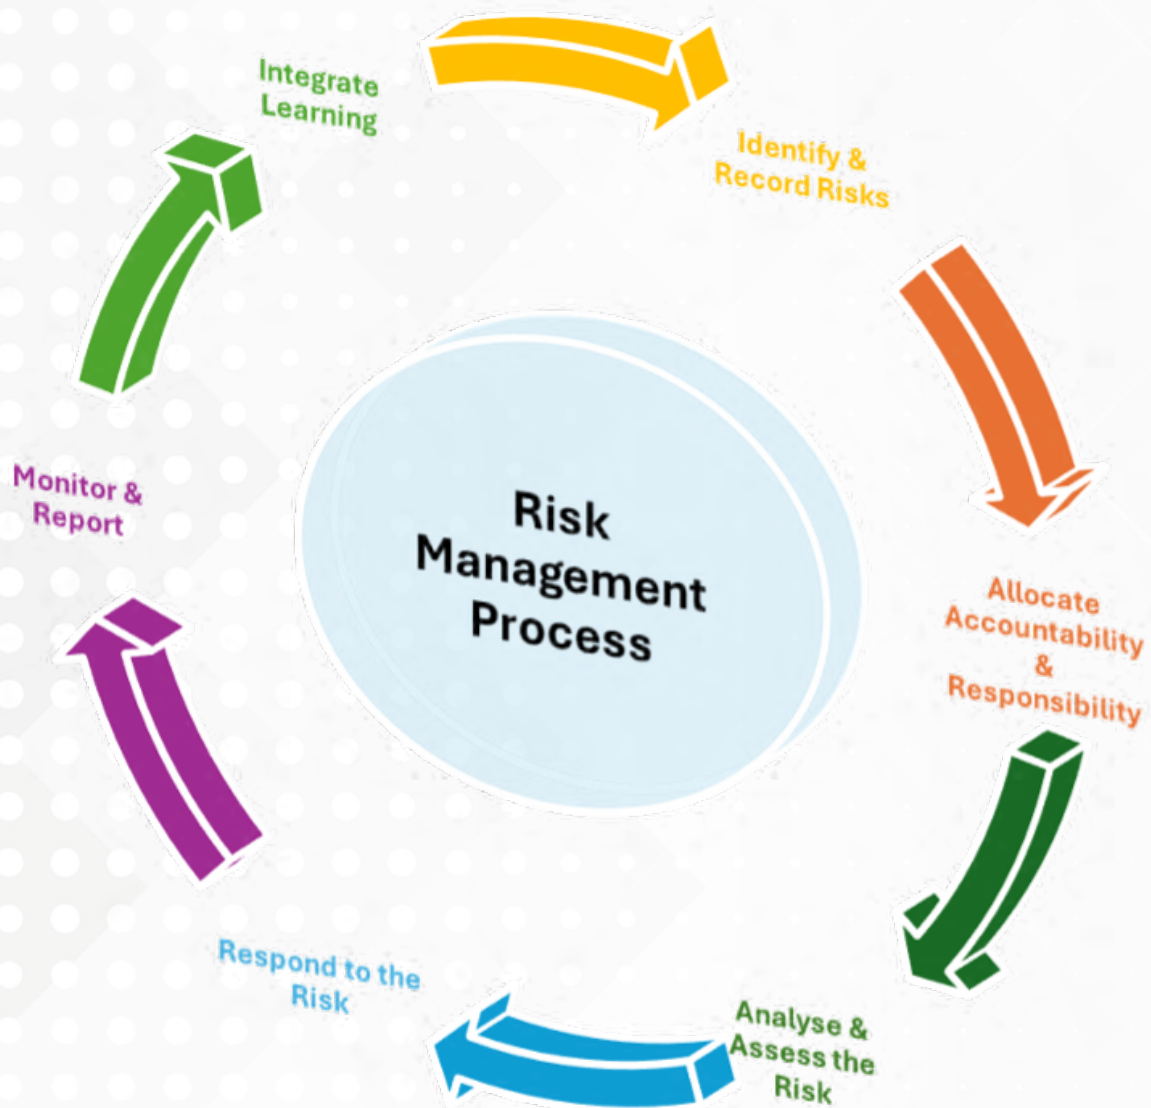 Integrate
Learning
Identify &
Record Risks
Allocate
Accountability
&
Responsibility
Analyse &
Assess the
Risk
Respond to the
Risk
Monitor &
Report
Risk
Management
Process